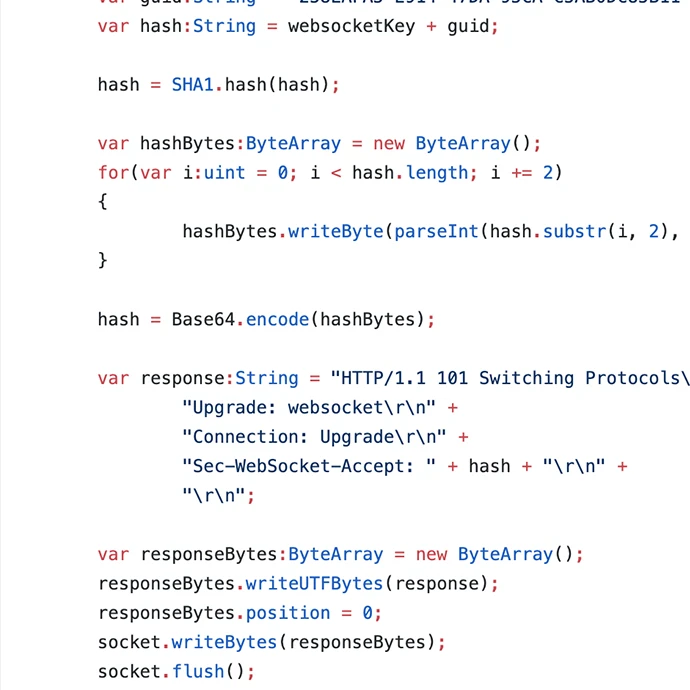 var hash:String = websocketKey + guid;
hash = SHA1.hash(hash);
var hashBytes:ByteArray = new ByteArray();
for(var i:uint = 0; i < hash.length; i += 2)
{
hashBytes.writeByte(parseInt(hash.substr(i, 2),
}
hash = Base64.encode(hashBytes);
var response:String = "HTTP/1.1 101 Switching Protocols\
"Upgrade: websocket\r\n" +
"Connection: Upgrade\r\n" +
"Sec-WebSocket-Accept: " + hash + "\r\n" +
"\r\n";
var responseBytes:ByteArray = new ByteArray();
responseBytes.writeUTFBytes(response);
responseBytes.position = 0;
socket.writeBytes(responseBytes);
socket.flush();